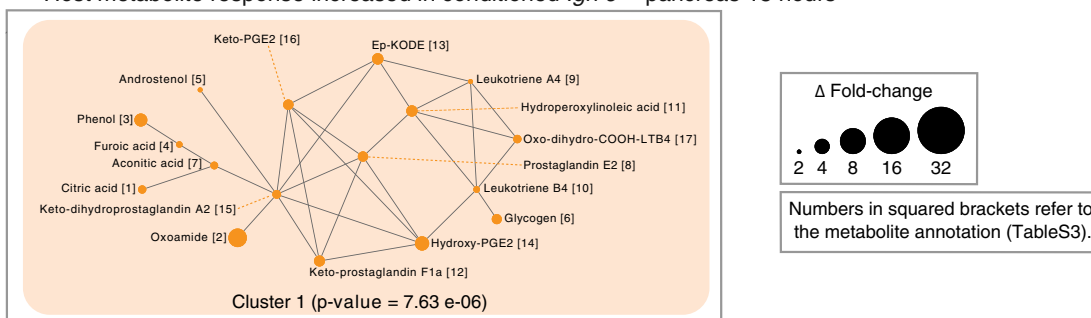 Keto-PGE2 [16]
Ep-KODE [13]
Androstenol [5]
Leukotriene A4 [9]
Phenol [3]
Hydroperoxylinoleic acid [11]
Furoic acid [4]
Oxo-dihydro-COOH-LTB4 [17]
Aconitic acid [7]
Prostaglandin E2 [8]
Citric acid [1]
Leukotriene B4 [10]
Keto-dihydroprostaglandin A2 [15]
Glycogen [6]
Oxoamide [2]
Hydroxy-PGE2 [14]
Keto-prostaglandin F1a [12]
Cluster 1 (p-value = 7.63 e-06)
Δ Fold-change
2 4 8 16 32
Numbers in squared brackets refer to
the metabolite annotation (TableS3).